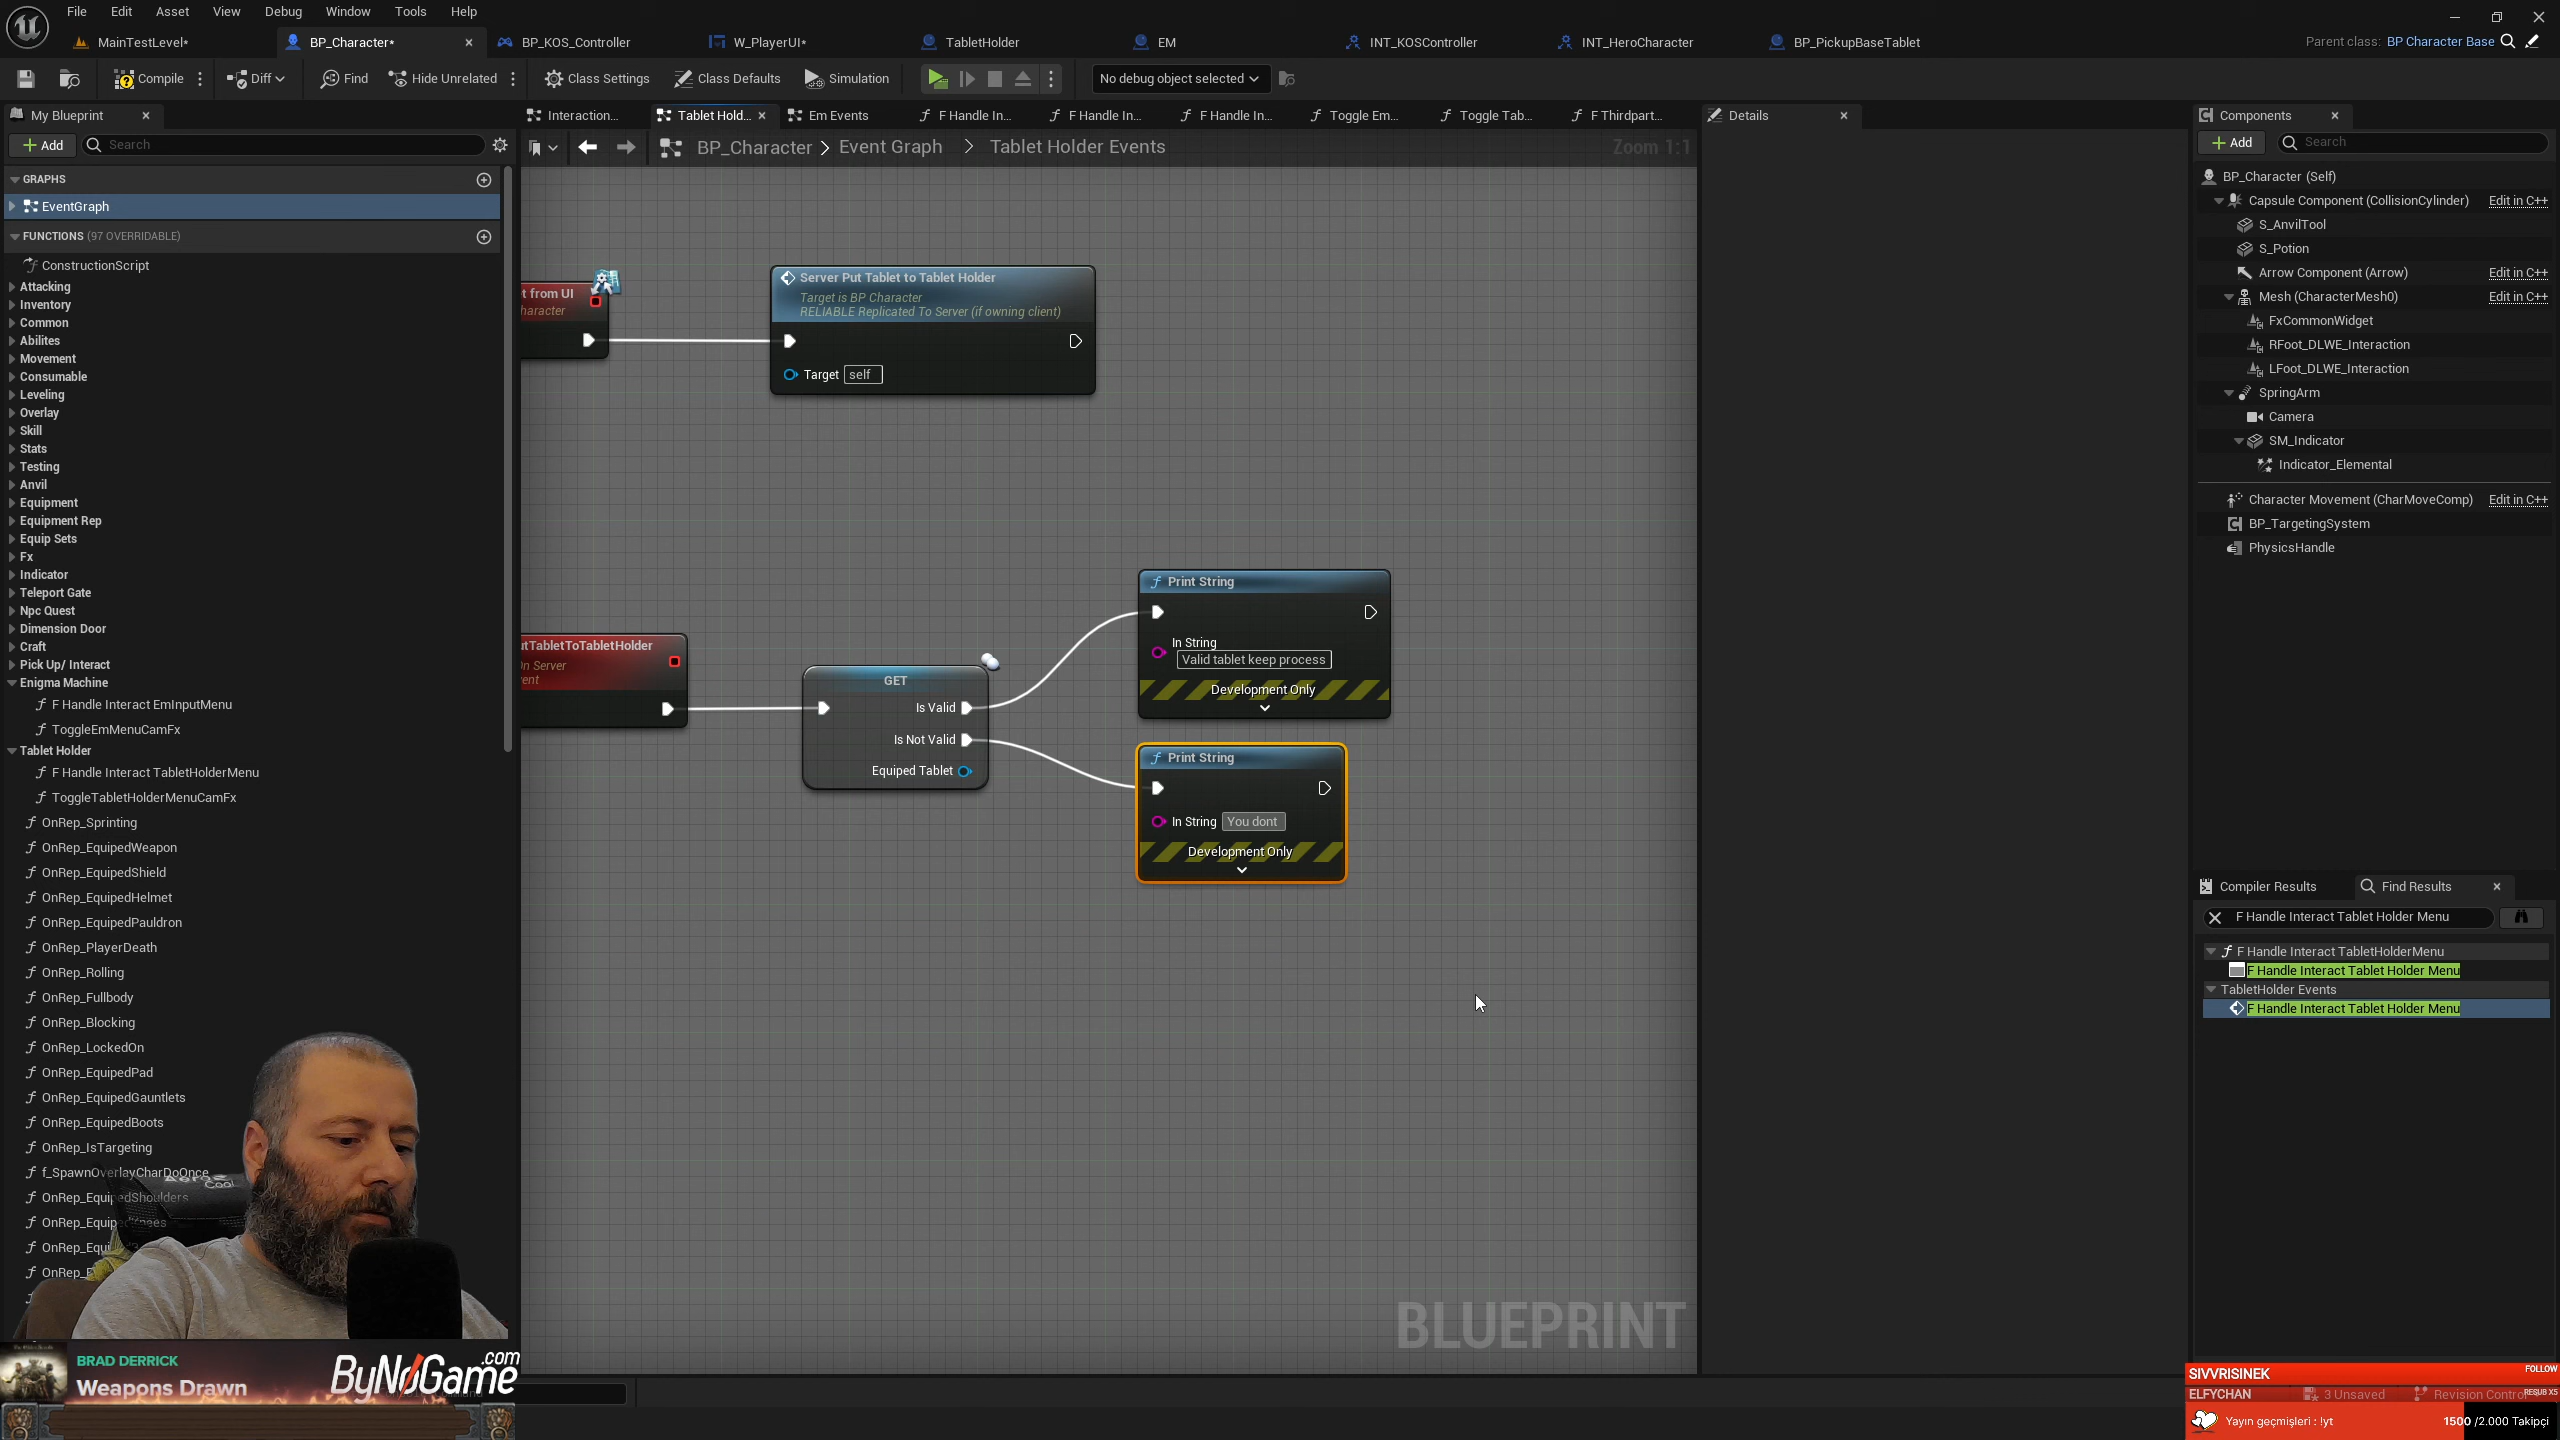 File Edit Asset View Debug Window Tools Help
MainTestLevel*
BP_Character*
BP_KOS_Controller
W_PlayerUI*
TabletHolder
EM
INT_KOSController
INT_HeroCharacter
BP_PickupBaseTablet
Parent class: BP Character Base
Compile
Diff
Find
Hide Unrelated
Class Settings
Class Defaults
Simulation
No debug object selected
My Blueprint
Add
Search
GRAPHS
EventGraph
FUNCTIONS (97 OVERRIDABLE)
ConstructionScript
Attacking
Inventory
Common
Abilites
Movement
Consumable
Leveling
Overlay
Skill
Stats
Testing
Anvil
Equipment
Equipment Rep
Equip Sets
Fx
Indicator
Teleport Gate
Npc Quest
Dimension Door
Craft
Pick Up/ Interact
Enigma Machine
F Handle Interact EmInputMenu
ToggleEmMenuCamFx
Tablet Holder
F Handle Interact TabletHolderMenu
ToggleTabletHolderMenuCamFx
OnRep_Sprinting
OnRep_EquipedWeapon
OnRep_EquipedShield
OnRep_EquipedHelmet
OnRep_EquipedPauldron
OnRep_PlayerDeath
OnRep_Rolling
OnRep_Fullbody
OnRep_Blocking
OnRep_LockedOn
OnRep_EquipedPad
OnRep_EquipedGauntlets
OnRep_EquipedBoots
OnRep_IsTargeting
f_SpawnOverlayCharDoOnce
OnRep_EquipedShoulders
Interaction...
Tablet Hold...
Em Events
F Handle In...
F Handle In...
F Handle In...
Toggle Em...
Toggle Tab...
F Thirdpart...
BP_Character > Event Graph > Tablet Holder Events
Zoom 1:1
t from UI
haracter
Server Put Tablet to Tablet Holder
Target is BP Character
RELIABLE Replicated To Server (if owning client)
Target self
utTabletToTabletHolder
On Server
ent
GET
Is Valid
Is Not Valid
Equiped Tablet
Print String
In String
Valid tablet keep process
Development Only
Print String
In String You dont
Development Only
BLUEPRINT
Details
Components
Add
Search
BP_Character (Self)
Capsule Component (CollisionCylinder) Edit in C++
S_AnvilTool
S_Potion
Arrow Component (Arrow) Edit in C++
Mesh (CharacterMesh0) Edit in C++
FxCommonWidget
RFoot_DLWE_Interaction
LFoot_DLWE_Interaction
SpringArm
Camera
SM_Indicator
Indicator_Elemental
Character Movement (CharMoveComp) Edit in C++
BP_TargetingSystem
PhysicsHandle
Compiler Results
Find Results
F Handle Interact Tablet Holder Menu
F Handle Interact TabletHolderMenu
F Handle Interact Tablet Holder Menu
TabletHolder Events
F Handle Interact Tablet Holder Menu
Aero
Cool
BRAD DERRICK
Weapons Drawn
ByNoGame.com
SIVVRISINEK FOLLOW
ELFYCHAN RESUB X5
3 Unsaved
Revision Control
Yayın geçmişleri : !yt
1500 /2.000 Takipçi